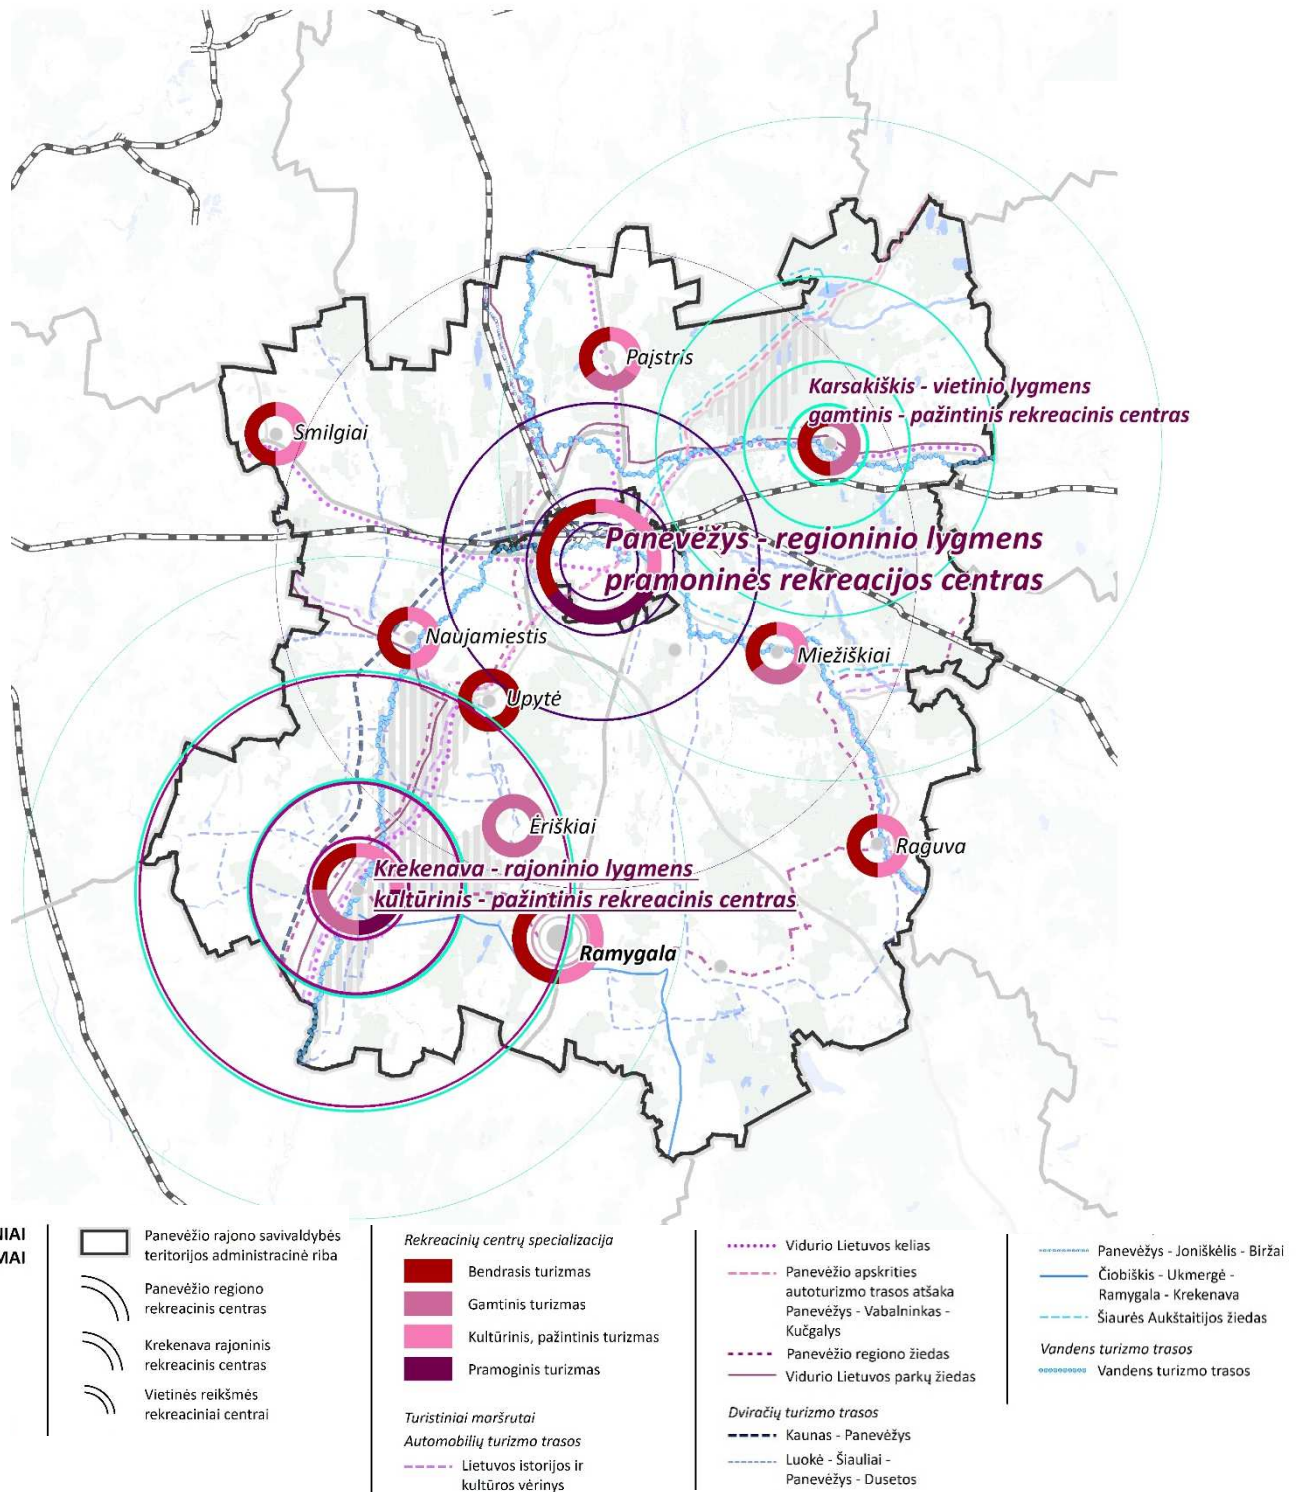 Pajstris
Karsakiškis - vietinio lygmens
gamtinis - pažintinis rekreacinis centras
Smilgiai
Panevėžys - regioninio lygmens
pramoninės rekreacijos centras
Naujamiestis
Miežiškiai
Upytė
Ėriškiai
Raguva
Krekenava - rajoninio lygmens
kultūrinis - pažintinis rekreacinis centras
Ramygala
NIAI
MAI
Panevėžio rajono savivaldybės
teritorijos administracinė riba
Panevėžio regiono
rekreacinis centras
Krekenava rajoninis
rekreacinis centras
Vietinės reikšmės
rekreaciniai centrai
Rekreacinių centrų specializacija
Bendrasis turizmas
Gamtinis turizmas
Kultūrinis, pažintinis turizmas
Pramoginis turizmas
Turistiniai maršrutai
Automobilių turizmo trasos
Lietuvos istorijos ir
kultūros vėrinys
Vidurio Lietuvos kelias
Panevėžio apskrities
autoturizmo trasos atšaka
Panevėžys - Vabalninkas -
Kučgalys
Panevėžio regiono žiedas
Vidurio Lietuvos parkų žiedas
Dviračių turizmo trasos
Kaunas - Panevėžys
Luokė - Šiauliai -
Panevėžys - Dusetos
Panevėžys - Joniškėlis - Biržai
Čiobiškis - Ukmergė -
Ramygala - Krekenava
Šiaurės Aukštaitijos žiedas
Vandens turizmo trasos
Vandens turizmo trasos